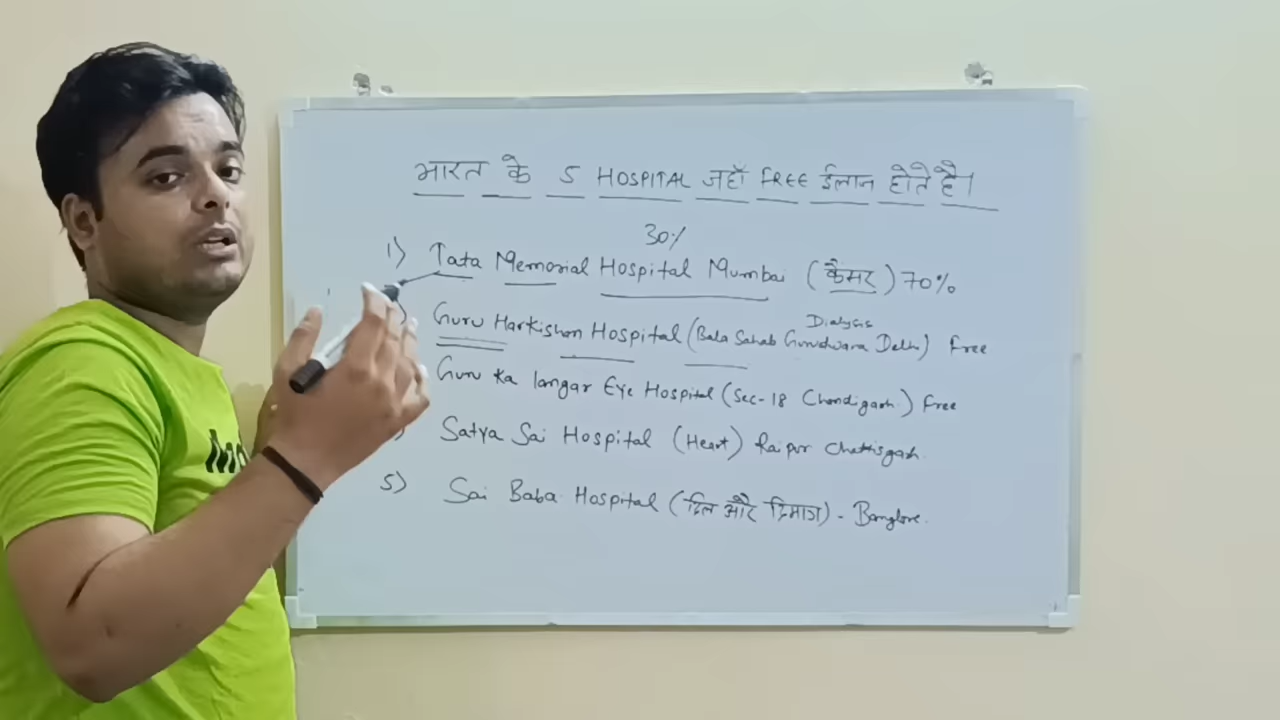 भारत के 5 HOSPITAL जहाँ FREE ईलाज होते है।
30%
1) Tata Memorial Hospital Mumbai (कैंसर) 70%
Dialysis
) Guru Harkishan Hospital (Bala Sahab Gurudwara Delhi) free
Guru Ka langar Eye Hospital (Sec-18 Chandigarh) free
) Satya Sai Hospital (Heart) Raipur Chattisgarh.
5) Sai Baba Hospital (दिल और दिमाग) - Banglore.